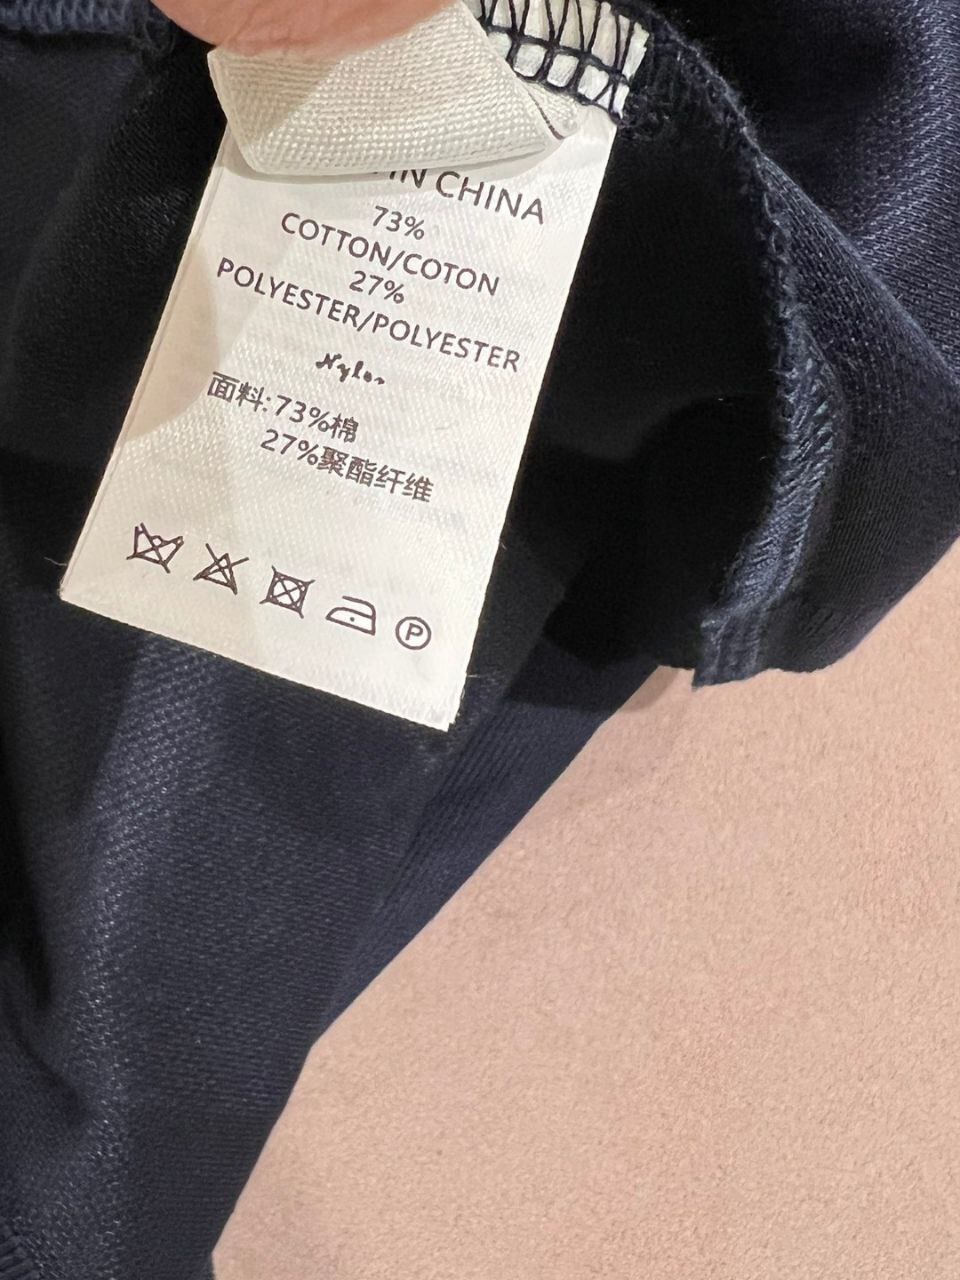 IN CHINA
73%
COTTON/COTON
27%
POLYESTER/POLYESTER
Nylon
面料:73%棉
27%聚酯纤维
P